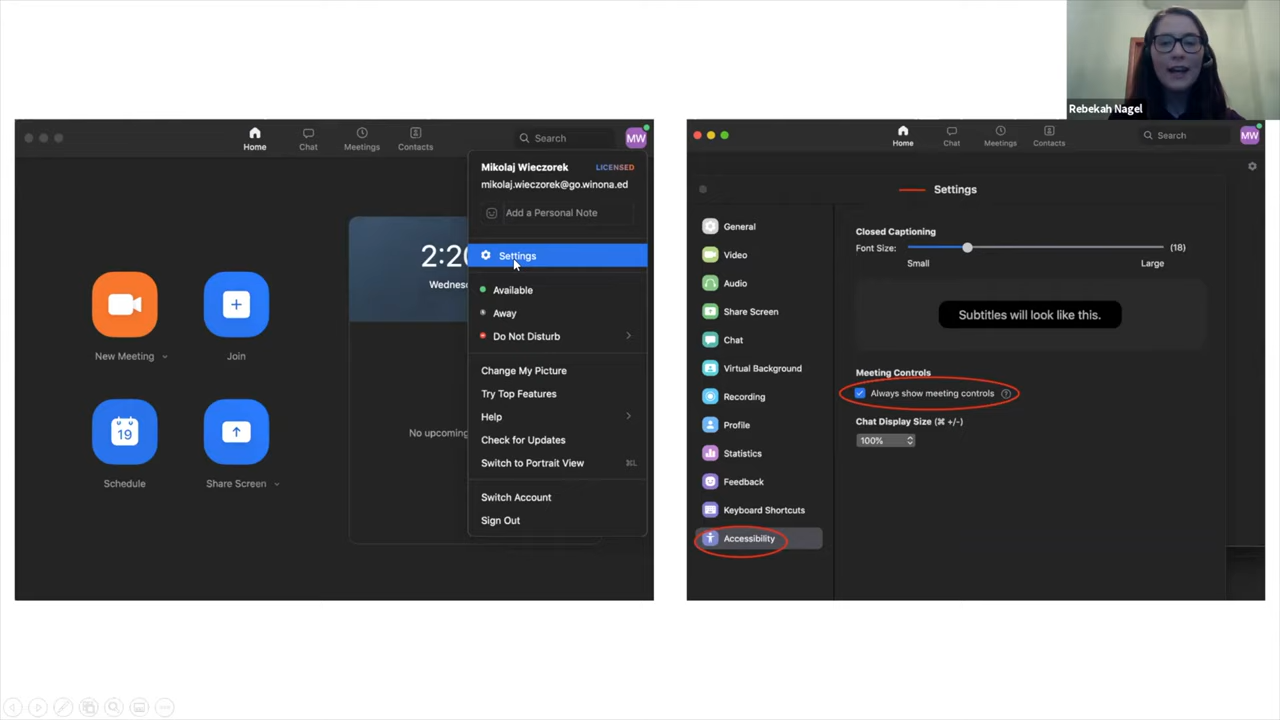 Rebekah Nagel
Home
Chat
Meetings
Contacts
Search
MW
Mikolaj Wieczorek
LICENSED
mikolaj.wieczorek@go.winona.ed
Add a Personal Note
Settings
Available
Away
Do Not Disturb
Change My Picture
Try Top Features
Help
Check for Updates
Switch to Portrait View
⌘L
Switch Account
Sign Out
2:20
Wednesd
No upcoming
New Meeting
Join
19
Schedule
Share Screen
Home
Chat
Meetings
Contacts
Search
MW
Settings
General
Video
Audio
Share Screen
Chat
Virtual Background
Recording
Profile
Statistics
Feedback
Keyboard Shortcuts
Accessibility
Closed Captioning
Font Size:
(18)
Small
Large
Subtitles will look like this.
Meeting Controls
Always show meeting controls
Chat Display Size (⌘ +/-)
100%